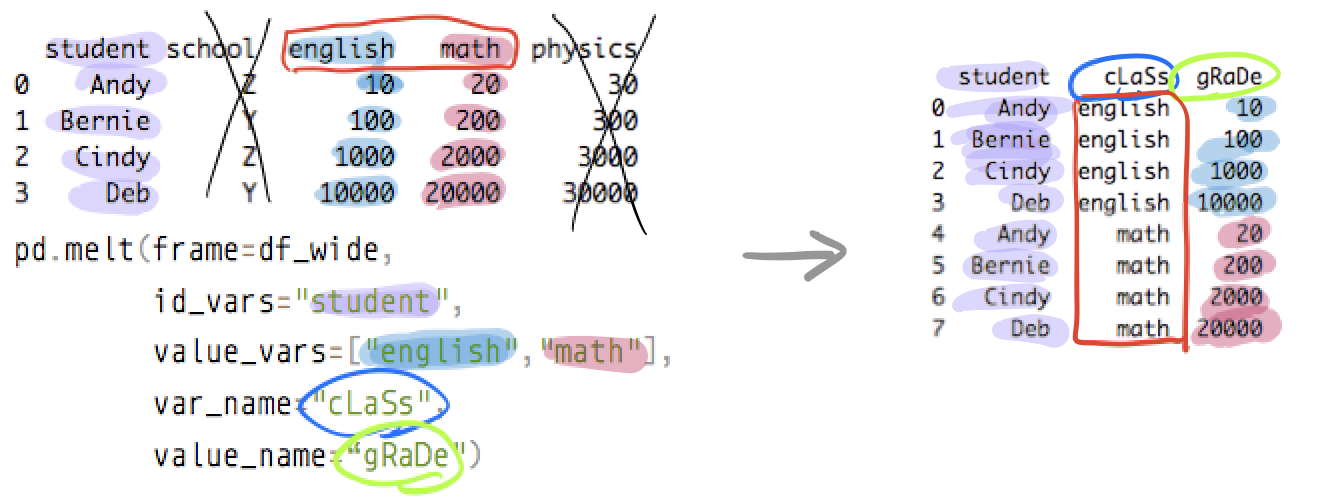 student school english math physics
0 Andy Z 10 20 30
1 Bernie Y 100 200 300
2 Cindy Z 1000 2000 3000
3 Deb Y 10000 20000 30000
pd.melt(frame=df_wide,
id_vars="student",
value_vars=["english","math"],
var_name="cLaSs",
value_name=“gRaDe")
student cLaSs gRaDe
0 Andy english 10
1 Bernie english 100
2 Cindy english 1000
3 Deb english 10000
4 Andy math 20
5 Bernie math 200
6 Cindy math 2000
7 Deb math 20000